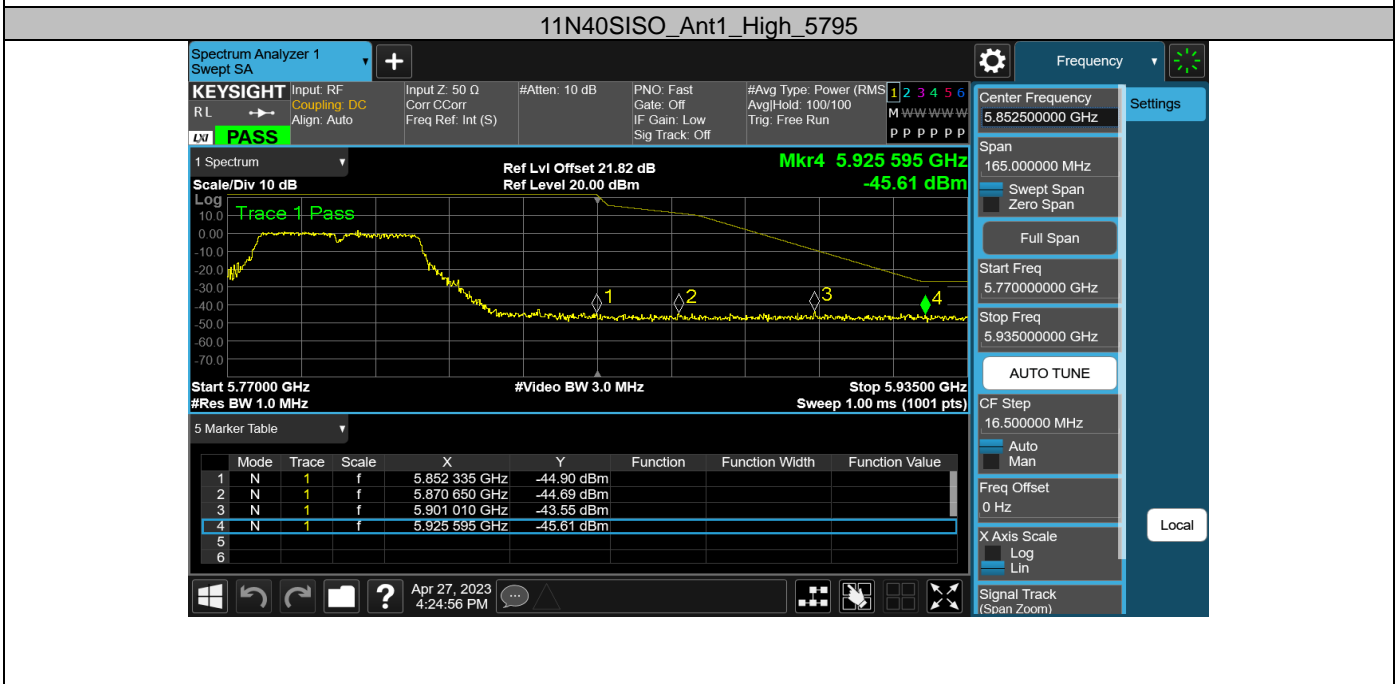 11N40SISO_Ant1_High_5795
Spectrum Analyzer 1
Swept SA
+
Frequency
KEYSIGHT
RL
LXI PASS
Input: RF
Coupling: DC
Align: Auto
Input Z: 50 Ω
Corr CCorr
Freq Ref: Int (S)
#Atten: 10 dB
PNO: Fast
Gate: Off
IF Gain: Low
Sig Track: Off
#Avg Type: Power (RMS
Avg|Hold: 100/100
Trig: Free Run
1 2 3 4 5 6
M W W W W W
P P P P P P
1 Spectrum
Scale/Div 10 dB
Ref Lvl Offset 21.82 dB
Ref Level 20.00 dBm
Mkr4 5.925 595 GHz
-45.61 dBm
Log
Trace 1 Pass
10.0
0.00
-10.0
-20.0
-30.0
-40.0
-50.0
-60.0
-70.0
1
2
3
4
Start 5.77000 GHz
#Video BW 3.0 MHz
Stop 5.93500 GHz
#Res BW 1.0 MHz
Sweep 1.00 ms (1001 pts)
5 Marker Table
Mode Trace Scale X Y Function Function Width Function Value
1 N 1 f 5.852 335 GHz -44.90 dBm
2 N 1 f 5.870 650 GHz -44.69 dBm
3 N 1 f 5.901 010 GHz -43.55 dBm
4 N 1 f 5.925 595 GHz -45.61 dBm
5
6
?
Apr 27, 2023
4:24:56 PM
Center Frequency
5.852500000 GHz
Span
165.000000 MHz
Swept Span
Zero Span
Full Span
Start Freq
5.770000000 GHz
Stop Freq
5.935000000 GHz
AUTO TUNE
CF Step
16.500000 MHz
Auto
Man
Freq Offset
0 Hz
X Axis Scale
Log
Lin
Signal Track
(Span Zoom)
Settings
Local